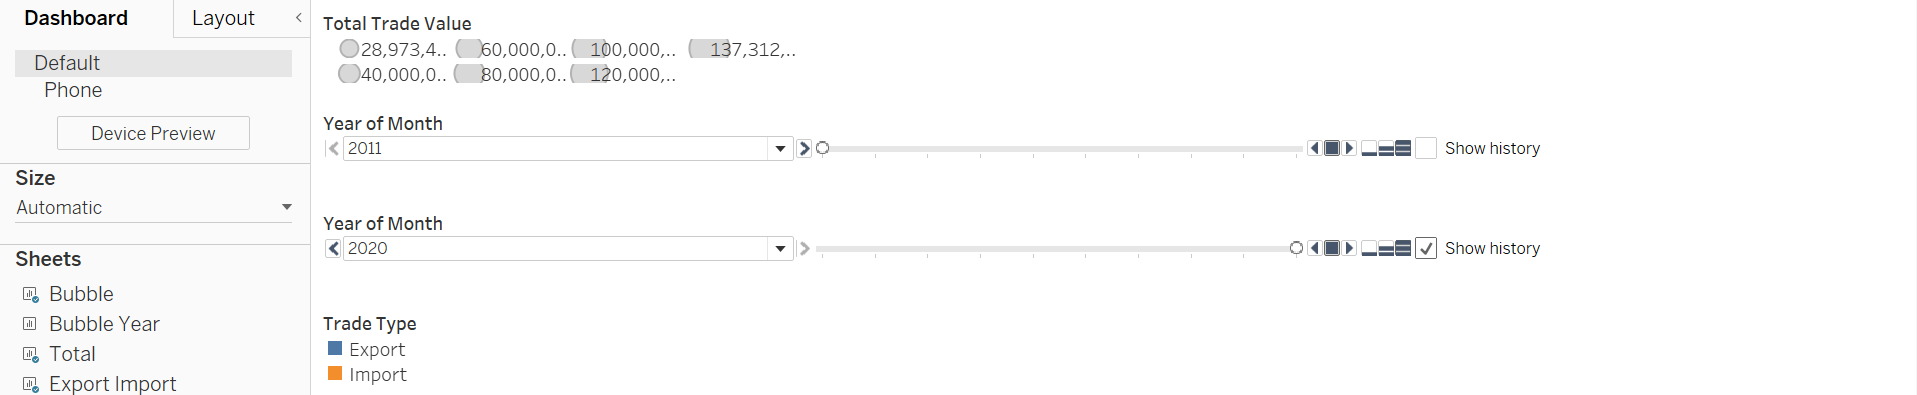 Dashboard
Layout
Default
Phone
Device Preview
Size
Automatic
Sheets
Bubble
Bubble Year
Total
Export Import
Total Trade Value
28,973,4.. 60,000,0.. 100,000,.. 137,312,..
40,000,0.. 80,000,0.. 120,000,..
Year of Month
2011
Show history
Year of Month
2020
Show history
Trade Type
Export
Import